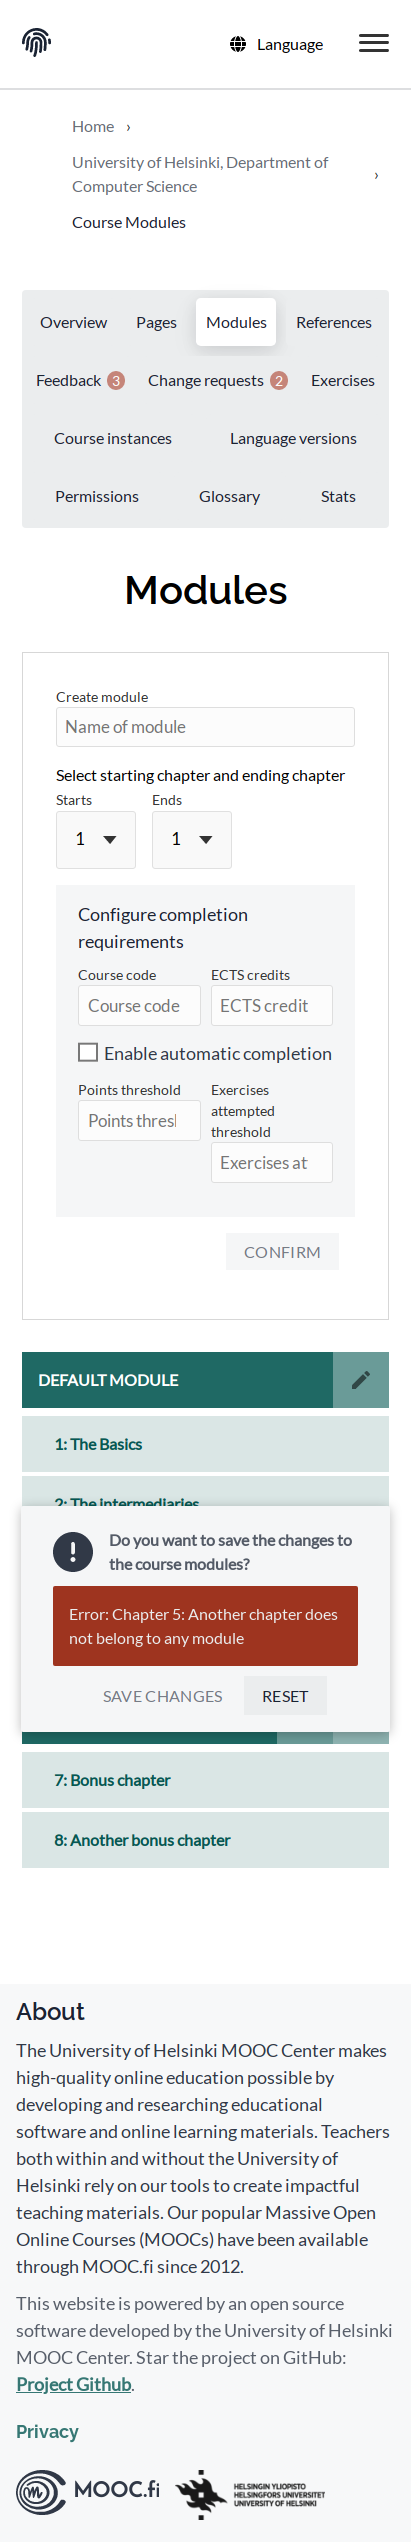 Language
Home ›
University of Helsinki, Department of
Computer Science ›
Course Modules
Overview Pages Modules References
Feedback 3 Change requests 2 Exercises
Course instances Language versions
Permissions Glossary Stats
Modules
Create module
Name of module
Select starting chapter and ending chapter
Starts Ends
1 1
Configure completion
requirements
Course code ECTS credits
Course code ECTS credit
Enable automatic completion
Points threshold Exercises
attempted
threshold
Points thres
Exercises at
CONFIRM
DEFAULT MODULE
1: The Basics
2: The intermediaries
Do you want to save the changes to
the course modules?
Error: Chapter 5: Another chapter does
not belong to any module
SAVE CHANGES RESET
7: Bonus chapter
8: Another bonus chapter
About
The University of Helsinki MOOC Center makes
high-quality online education possible by
developing and researching educational
software and online learning materials. Teachers
both within and without the University of
Helsinki rely on our tools to create impactful
teaching materials. Our popular Massive Open
Online Courses (MOOCs) have been available
through MOOC.fi since 2012.
This website is powered by an open source
software developed by the University of Helsinki
MOOC Center. Star the project on GitHub:
Project Github.
Privacy
MOOC.fi
HELSINGIN YLIOPISTO
HELSINGFORS UNIVERSITET
UNIVERSITY OF HELSINKI